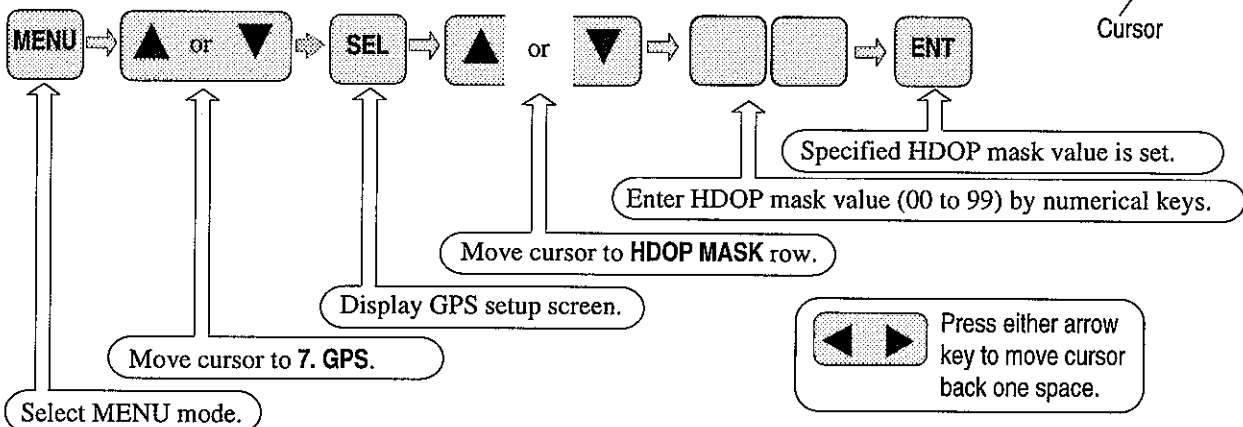 Cursor
MENU or SEL or ENT
Specified HDOP mask value is set.
Enter HDOP mask value (00 to 99) by numerical keys.
Move cursor to HDOP MASK row.
Display GPS setup screen.
Move cursor to 7. GPS.
Select MENU mode.
Press either arrow
key to move cursor
back one space.